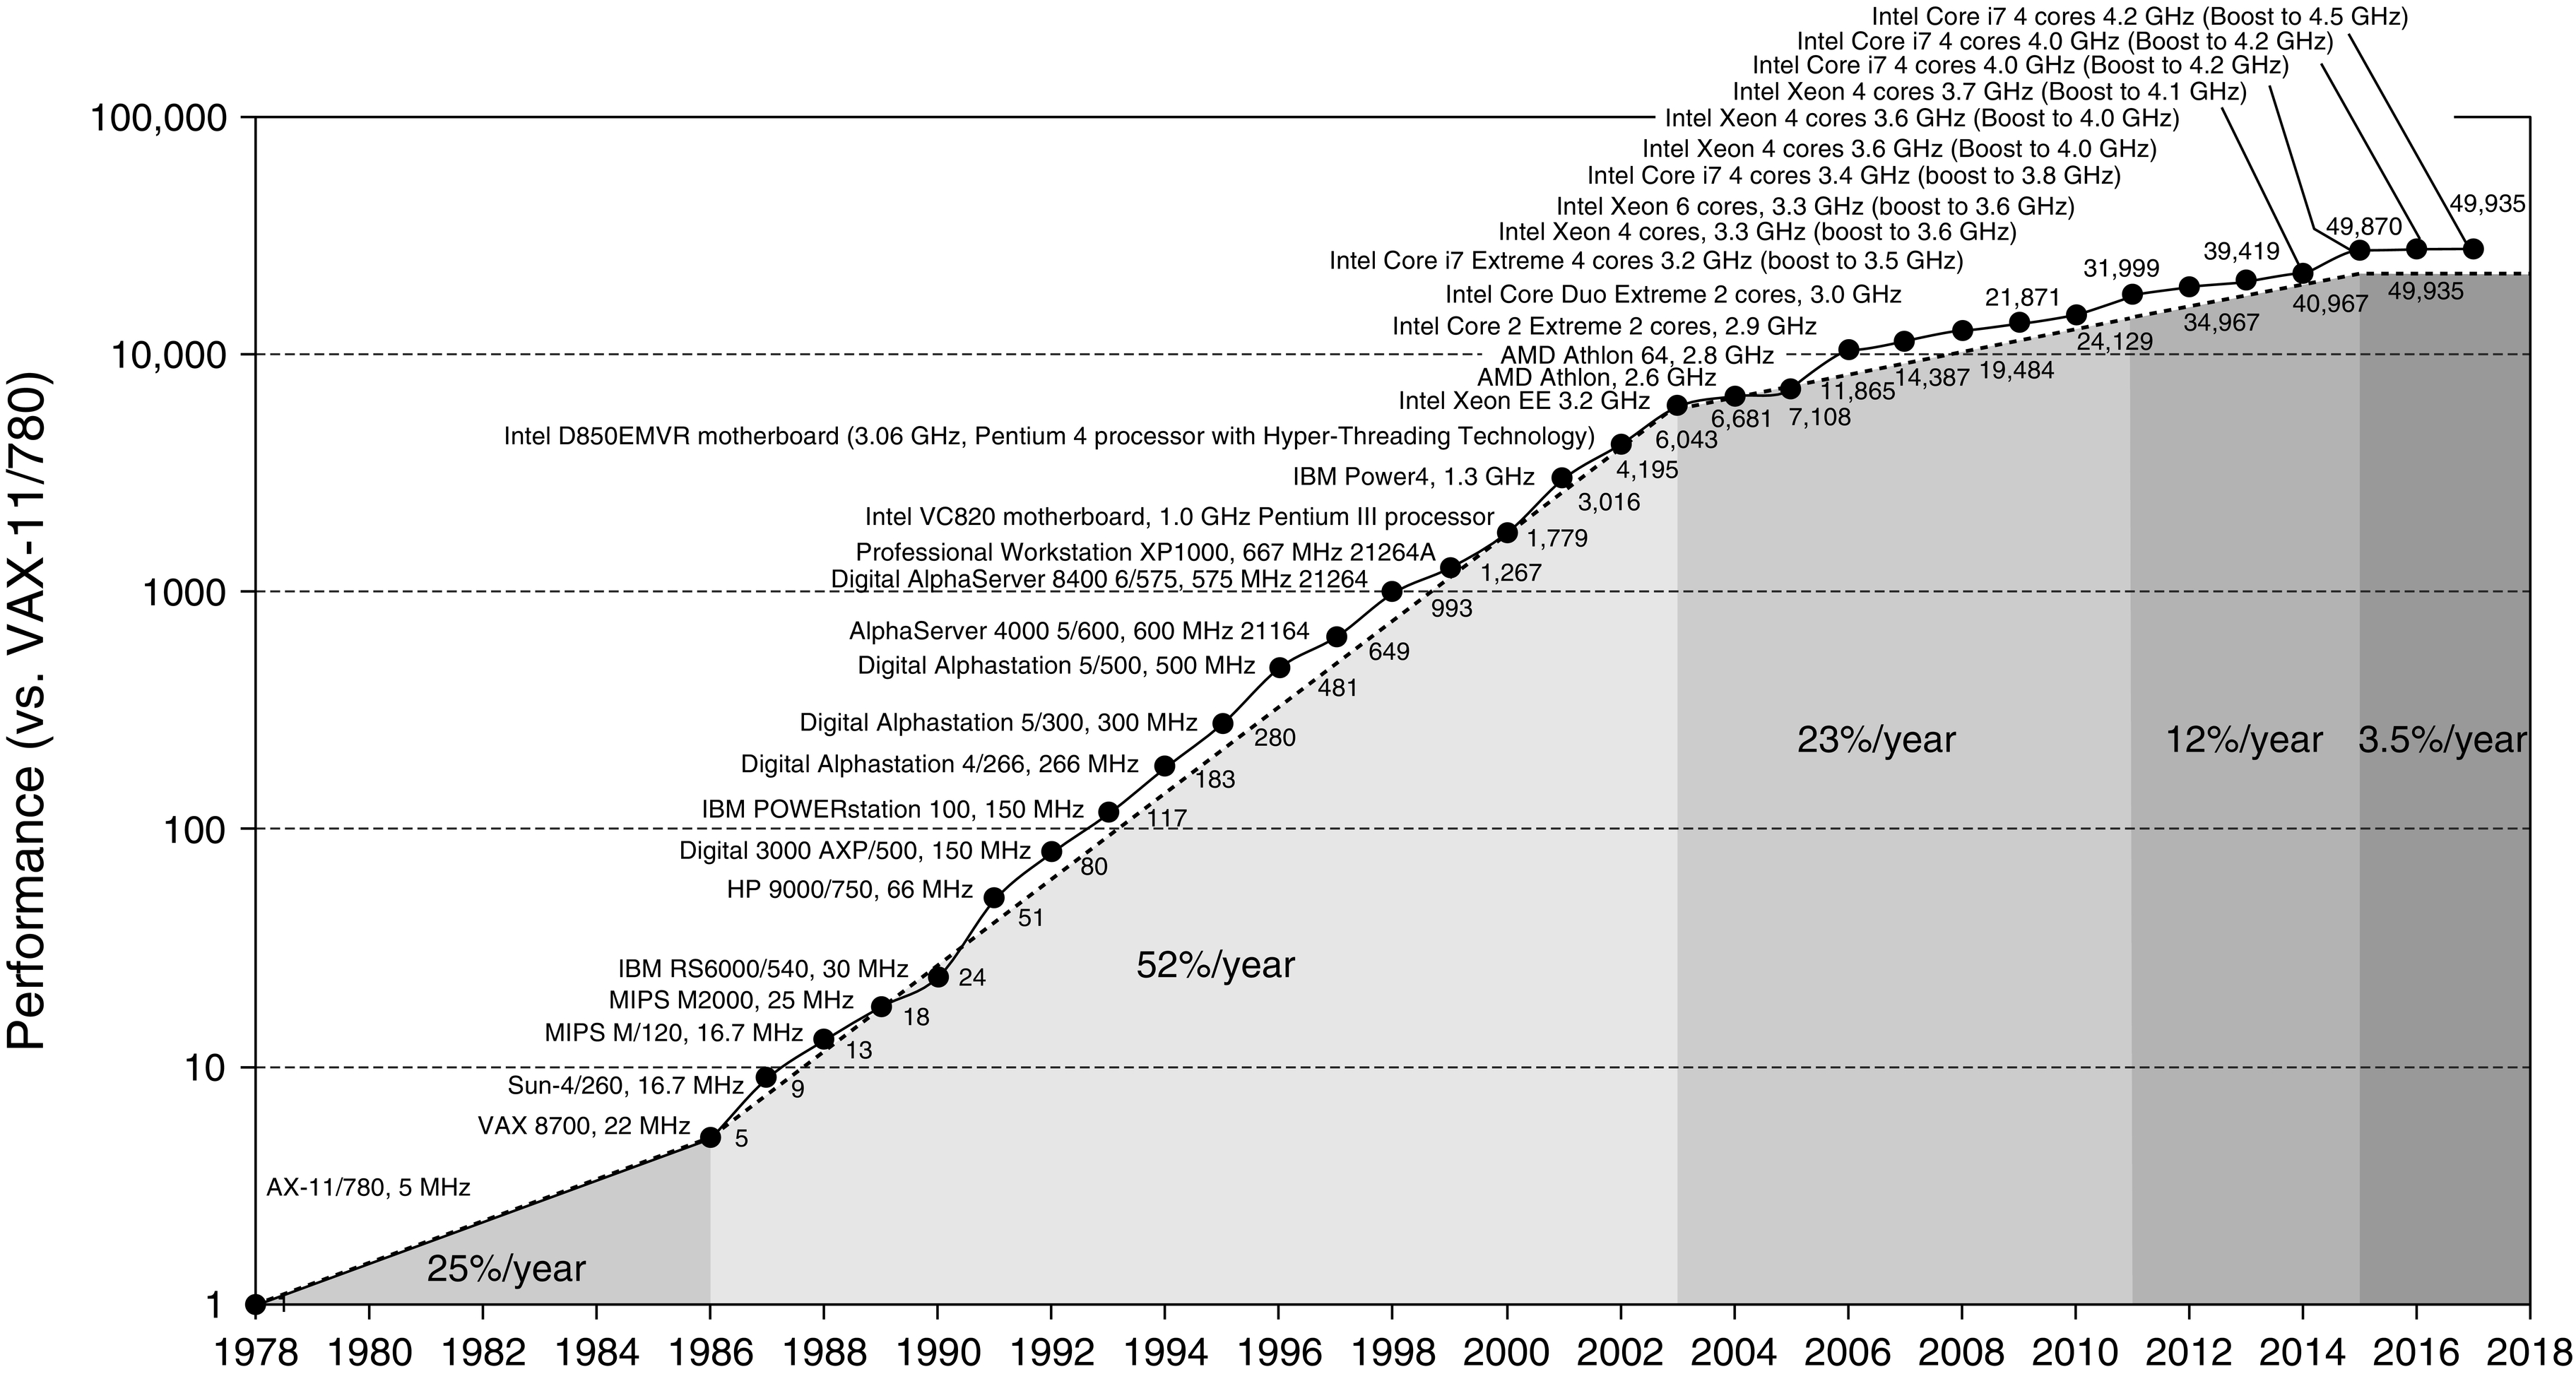 Intel Core i7 4 cores 4.2 GHz (Boost to 4.5 GHz)
Intel Core i7 4 cores 4.0 GHz (Boost to 4.2 GHz)
Intel Core i7 4 cores 4.0 GHz (Boost to 4.2 GHz)
Intel Xeon 4 cores 3.7 GHz (Boost to 4.1 GHz)
100,000
Intel Xeon 4 cores 3.6 GHz (Boost to 4.0 GHz)
Intel Xeon 4 cores 3.6 GHz (Boost to 4.0 GHz)
Intel Core i7 4 cores 3.4 GHz (boost to 3.8 GHz)
49,935
Intel Xeon 6 cores, 3.3 GHz (boost to 3.6 GHz)
49,870
Intel Xeon 4 cores, 3.3 GHz (boost to 3.6 GHz)
39,419
Intel Core i7 Extreme 4 cores 3.2 GHz (boost to 3.5 GHz)
31,999
49,935
Intel Core Duo Extreme 2 cores, 3.0 GHz
21,871
40,967
Intel Core 2 Extreme 2 cores, 2.9 GHz
34,967
24,129
10,000
AMD Athlon 64, 2.8 GHz
19,484
14,387
AMD Athlon, 2.6 GHz
11,865
Intel Xeon EE 3.2 GHz
7,108
6,681
Intel D850EMVR motherboard (3.06 GHz, Pentium 4 processor with Hyper-Threading Technology)
6,043
4,195
IBM Power4, 1.3 GHz
3,016
Intel VC820 motherboard, 1.0 GHz Pentium III processor
1,779
Professional Workstation XP1000, 667 MHz 21264A
1,267
Digital AlphaServer 8400 6/575, 575 MHz 21264
1000
993
AlphaServer 4000 5/600, 600 MHz 21164
649
Digital Alphastation 5/500, 500 MHz
481
Digital Alphastation 5/300, 300 MHz
280
23%/year
12%/year
3.5%/year
Digital Alphastation 4/266, 266 MHz
183
IBM POWERstation 100, 150 MHz
117
100
Digital 3000 AXP/500, 150 MHz
80
HP 9000/750, 66 MHz
51
52%/year
IBM RS6000/540, 30 MHz
24
MIPS M2000, 25 MHz
18
MIPS M/120, 16.7 MHz
13
10
Sun-4/260, 16.7 MHz
9
VAX 8700, 22 MHz
5
AX-11/780, 5 MHz
25%/year
1
Performance (vs. VAX-11/780)
1978 1980 1982 1984 1986 1988 1990 1992 1994 1996 1998 2000 2002 2004 2006 2008 2010 2012 2014 2016 2018